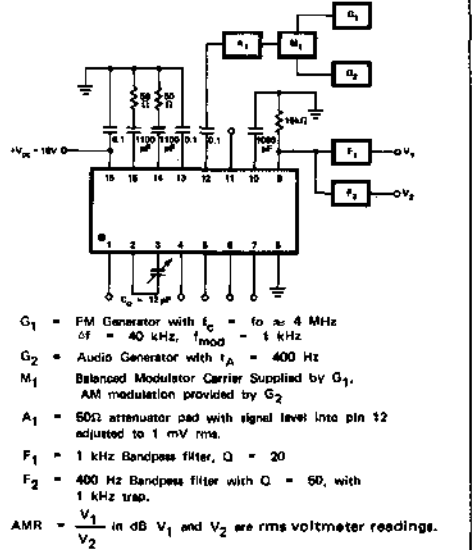 G1
A1
M1
G2
50 Ω
50 Ω
15kΩ
0.1
1100 pF
1100 pF
0.1
0.1
1000 pF
F1
V1
F2
V2
+VDC = 18V
16
15
14
13
12
11
10
9
1
2
3
4
5
6
7
8
CO ≈ 12 pF
G1 = FM Generator with fC = fo ≈ 4 MHz
Δf = 40 kHz, fmod = 1 kHz
G2 = Audio Generator with fA = 400 Hz
M1 Balanced Modulator Carrier Supplied by G1,
AM modulation provided by G2
A1 = 50Ω attenuator pad with signal level into pin 12
adjusted to 1 mV rms.
F1 = 1 kHz Bandpass filter, Q = 20
F2 = 400 Hz Bandpass filter with Q = 50, with
1 kHz trap.
AMR = V1/V2 in dB V1 and V2 are rms voltmeter readings.